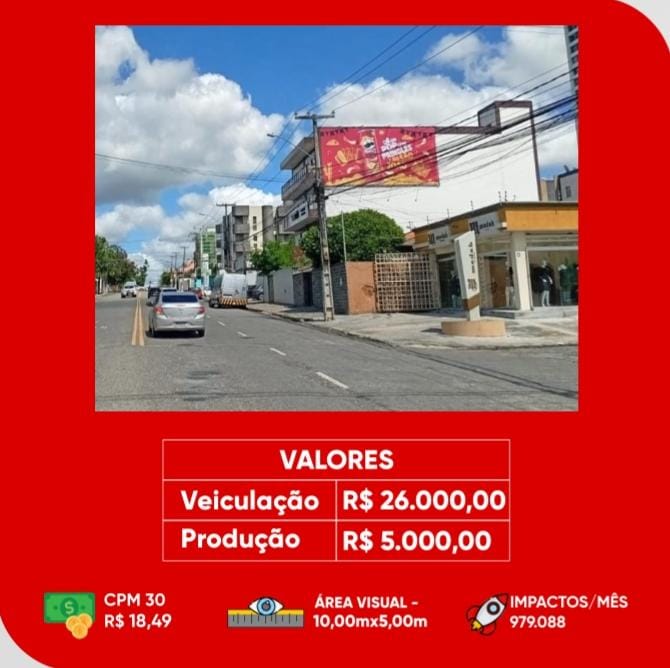 PRINGLES
VALORES
Veiculação R$ 26.000,00
Produção R$ 5.000,00
CPM 30
R$ 18,49
ÁREA VISUAL -
10,00mx5,00m
IMPACTOS/MÊS
979.088